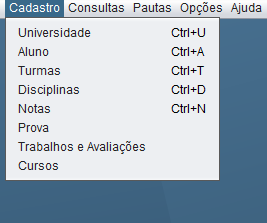 Cadastro Consultas Pautas Opções Ajuda
Universidade Ctrl+U
Aluno Ctrl+A
Turmas Ctrl+T
Disciplinas Ctrl+D
Notas Ctrl+N
Prova
Trabalhos e Avaliações
Cursos